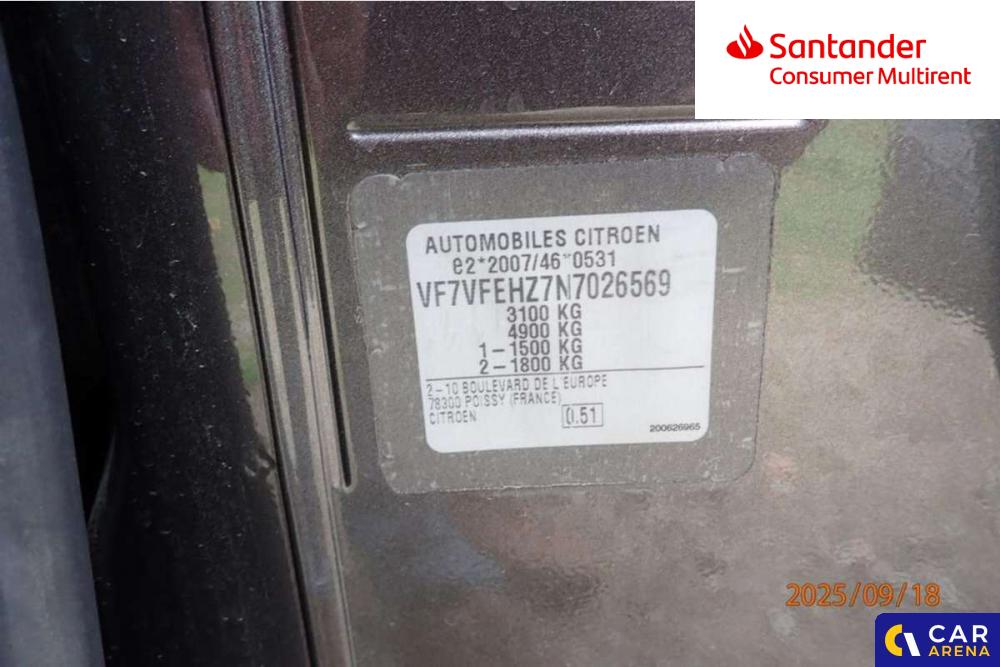 Santander
Consumer Multirent
AUTOMOBILES CITROEN
e2*2007/46*0531
VF7VFEHZ7N7026569
3100 KG
4900 KG
1-1500 KG
2-1800 KG
2-10 BOULEVARD DE L'EUROPE
78300 POISSY (FRANCE)
CITROEN
0.51
200626965
2025/09/18
CAR
ARENA